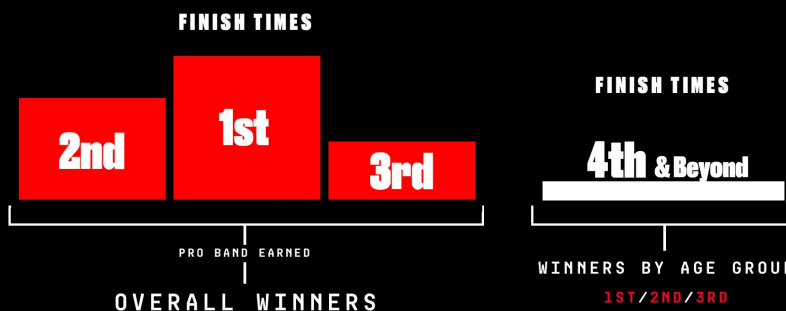 FINISH TIMES
1st
2nd
3rd
PRO BAND EARNED
OVERALL WINNERS
FINISH TIMES
4th & Beyond
WINNERS BY AGE GROU
1ST/2ND/3RD